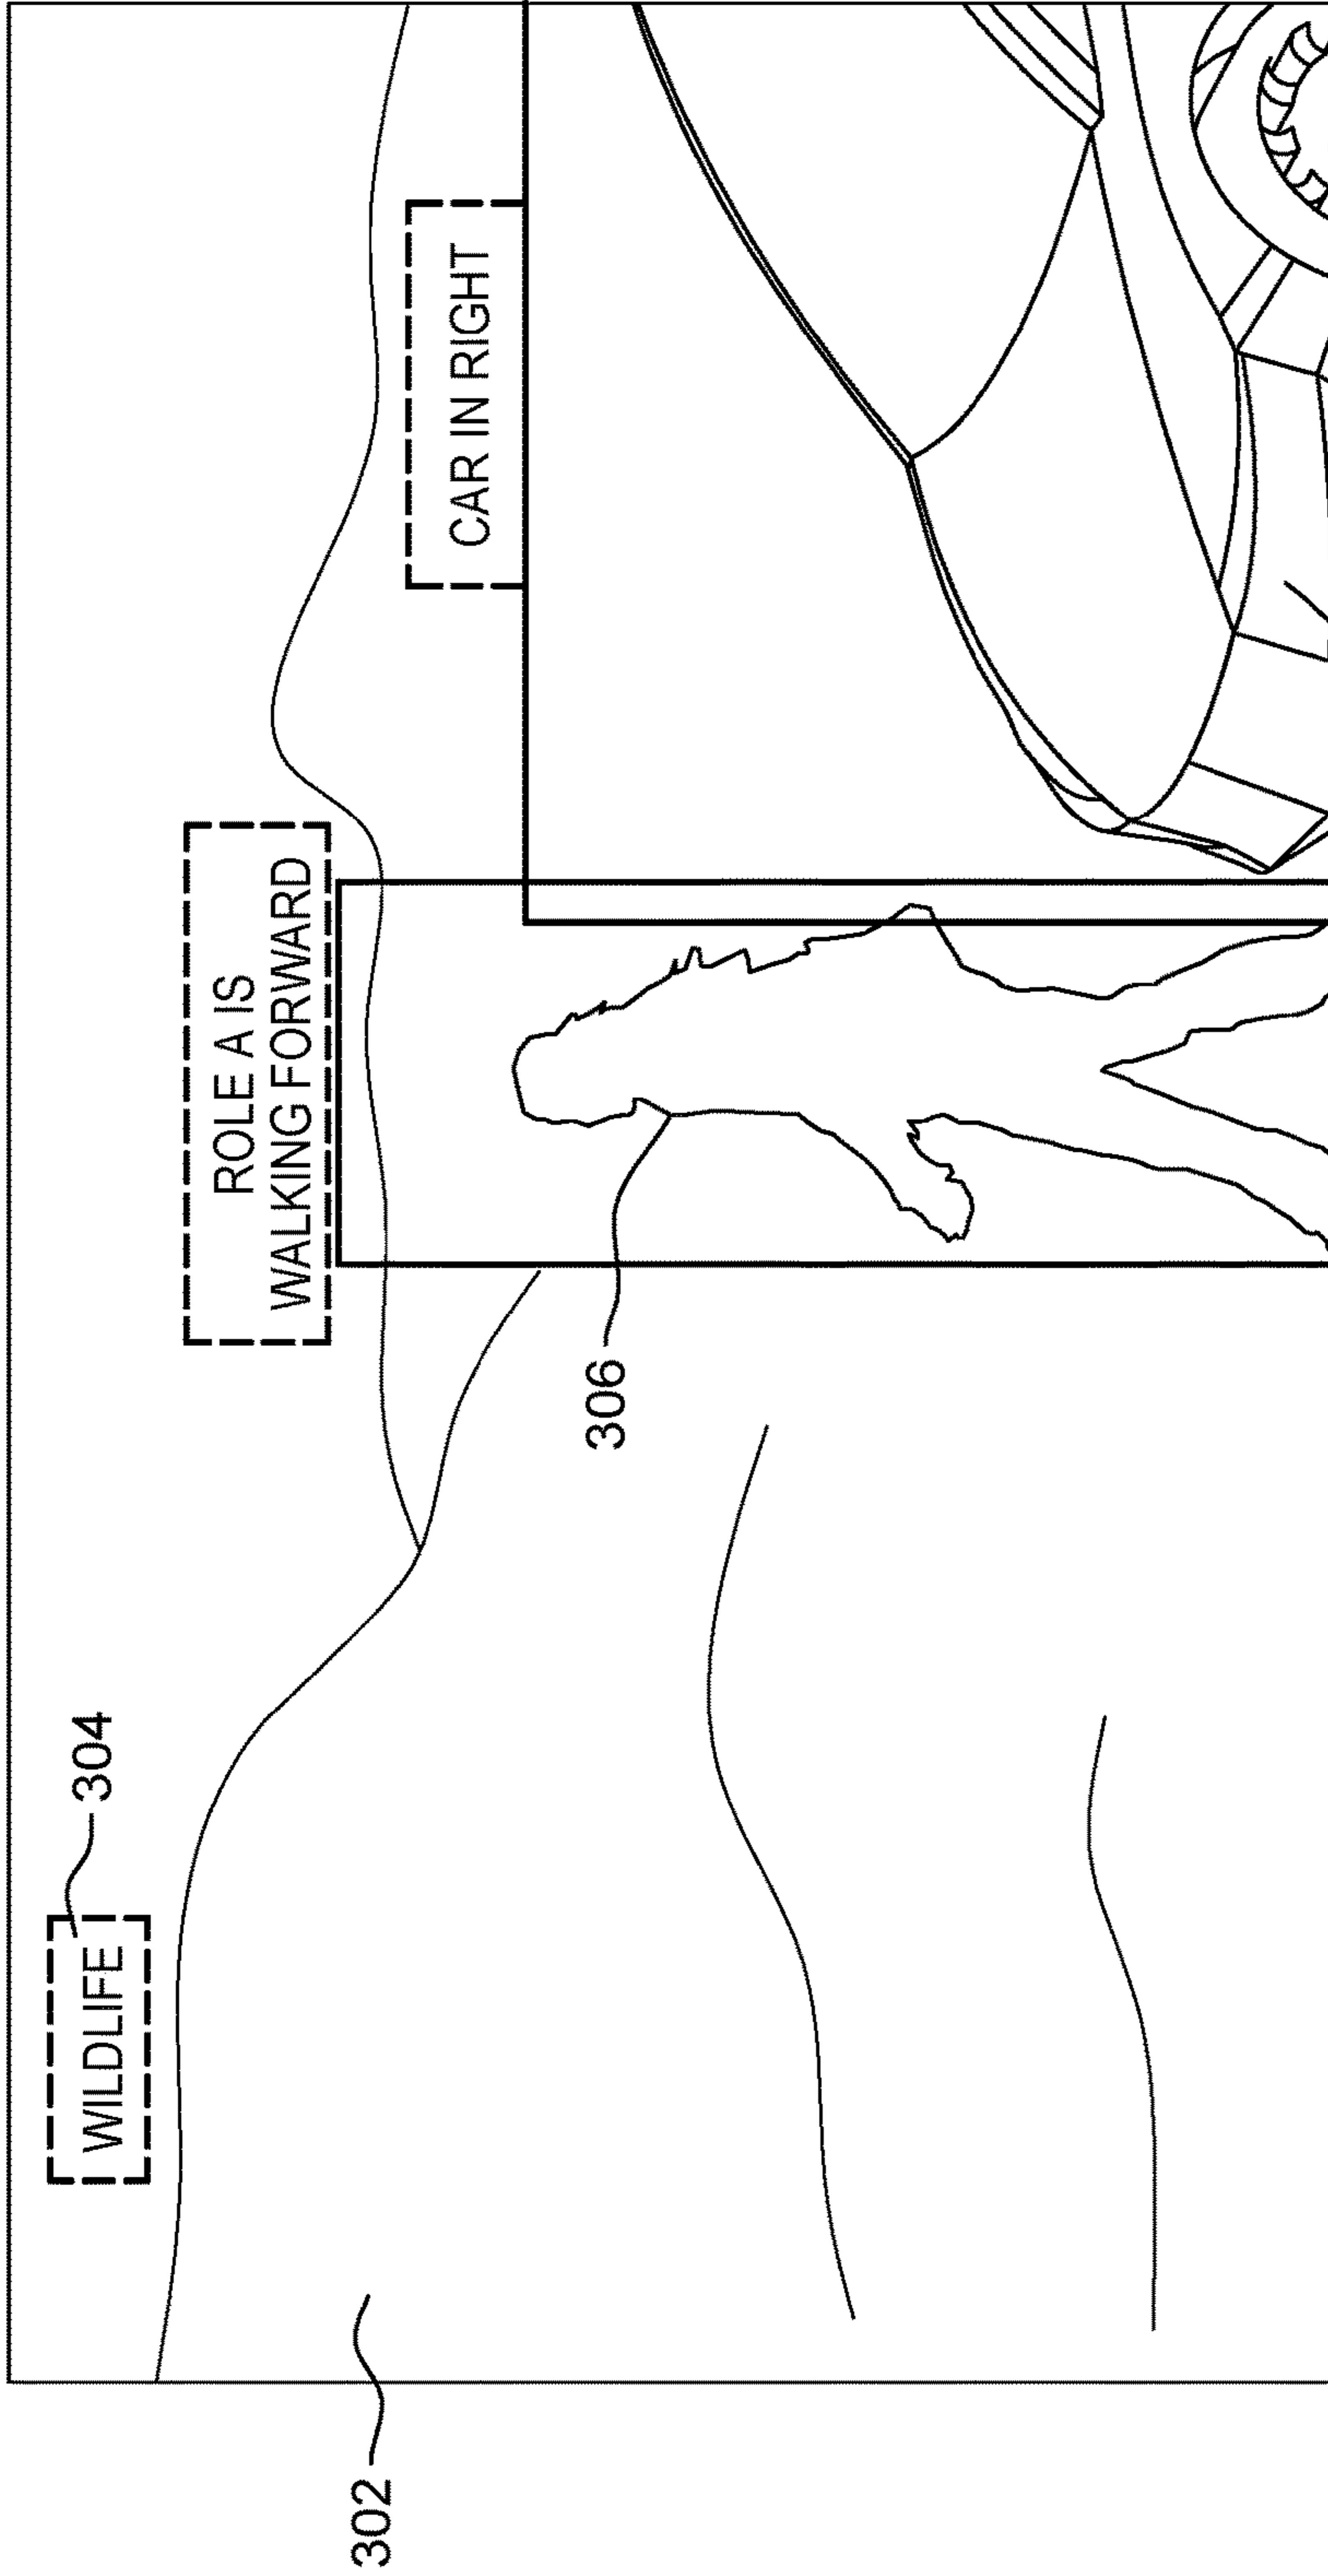 WILDLIFE
304
ROLE A IS
WALKING FORWARD
CAR IN RIGHT
302
306